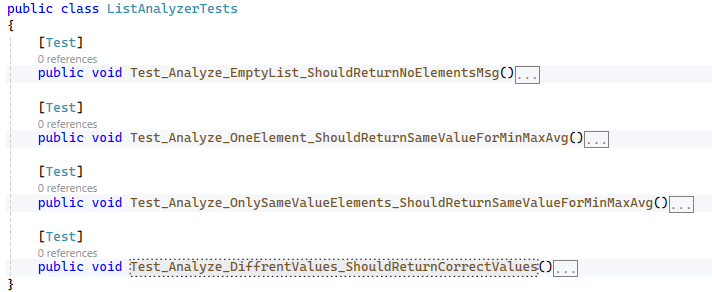 public class ListAnalyzerTests
{
[Test]
0 references
public void Test_Analyze_EmptyList_ShouldReturnNoElementsMsg()...
[Test]
0 references
public void Test_Analyze_OneElement_ShouldReturnSameValueForMinMaxAvg()...
[Test]
0 references
public void Test_Analyze_OnlySameValueElements_ShouldReturnSameValueForMinMaxAvg()...
[Test]
0 references
public void Test_Analyze_DiffrentValues_ShouldReturnCorrectValues()...
}